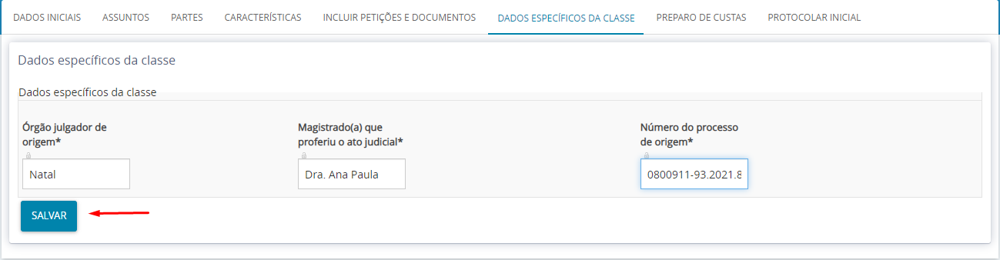 DADOS INICIAIS ASSUNTOS PARTES CARACTERÍSTICAS INCLUIR PETIÇÕES E DOCUMENTOS DADOS ESPECÍFICOS DA CLASSE PREPARO DE CUSTAS PROTOCOLAR INICIAL
Dados específicos da classe
Dados específicos da classe
Órgão julgador de
origem*
Natal
Magistrado(a) que
proferiu o ato judicial*
Dra. Ana Paula
Número do processo
de origem*
0800911-93.2021.8
SALVAR